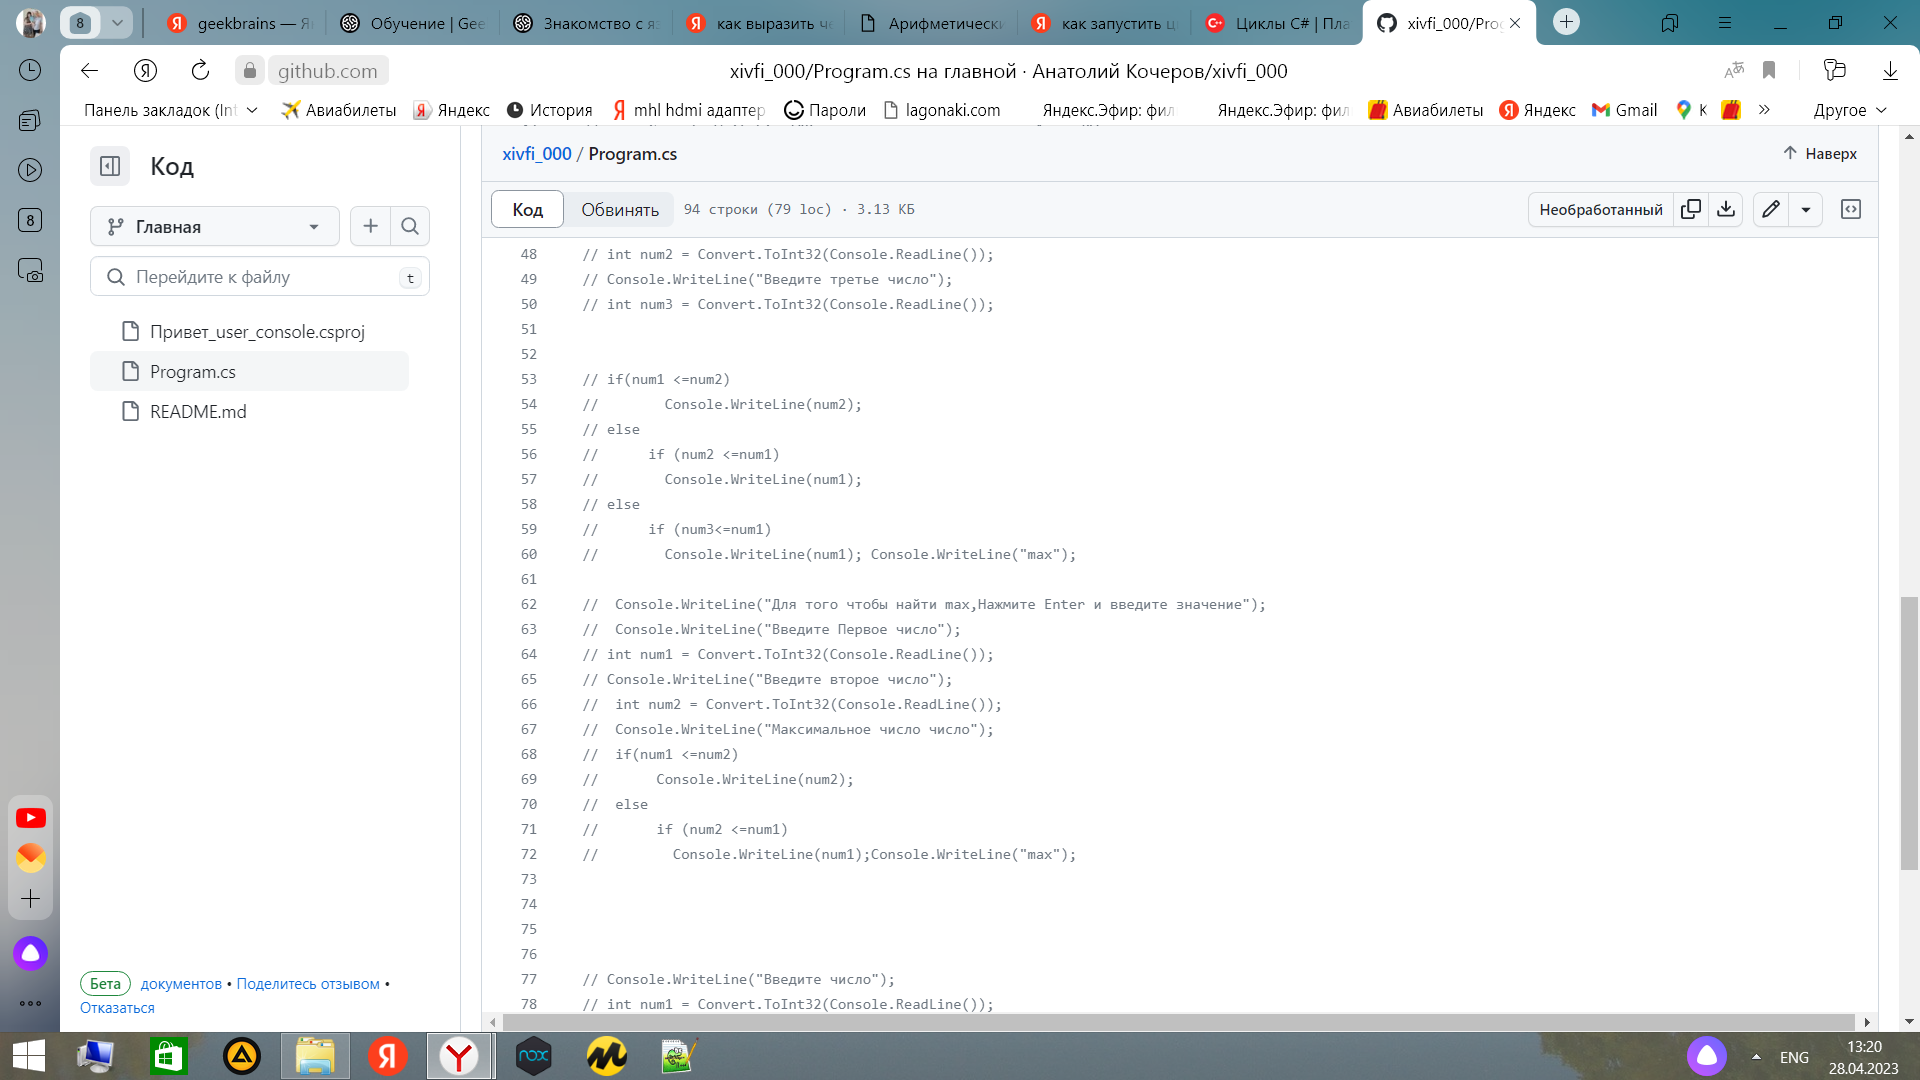 8
geekbrains — Я
Обучение | Gee
Знакомство с яз
как выразить че
Арифметически
как запустить ц
Циклы C# | Пла
xivfi_000/Prog
github.com
xivfi_000/Program.cs на главной · Анатолий Кочеров/xivfi_000
Панель закладок (Int
Авиабилеты
Яндекс
История
mhl hdmi адаптер
Пароли
lagonaki.com
Яндекс.Эфир: фил
Яндекс.Эфир: фил
Авиабилеты
Яндекс
Gmail
К
»
Другое
8
Код
Главная
Перейдите к файлу
t
Привет_user_console.csproj
Program.cs
README.md
Бета документов • Поделитесь отзывом •
Отказаться
xivfi_000 / Program.cs
Наверх
Код
Обвинять
94 строки (79 loc) · 3.13 КБ
Необработанный
48 // int num2 = Convert.ToInt32(Console.ReadLine());
49 // Console.WriteLine("Введите третье число");
50 // int num3 = Convert.ToInt32(Console.ReadLine());
51
52
53 // if(num1 <=num2)
54 //        Console.WriteLine(num2);
55 // else
56 //      if (num2 <=num1)
57 //        Console.WriteLine(num1);
58 // else
59 //      if (num3<=num1)
60 //        Console.WriteLine(num1); Console.WriteLine("max");
61
62 //  Console.WriteLine("Для того чтобы найти max,Нажмите Enter и введите значение");
63 //  Console.WriteLine("Введите Первое число");
64 // int num1 = Convert.ToInt32(Console.ReadLine());
65 // Console.WriteLine("Введите второе число");
66 //  int num2 = Convert.ToInt32(Console.ReadLine());
67 //  Console.WriteLine("Максимальное число число");
68 //  if(num1 <=num2)
69 //       Console.WriteLine(num2);
70 //  else
71 //       if (num2 <=num1)
72 //         Console.WriteLine(num1);Console.WriteLine("max");
73
74
75
76
77 // Console.WriteLine("Введите число");
78 // int num1 = Convert.ToInt32(Console.ReadLine());
nox
ENG
13:20
28.04.2023